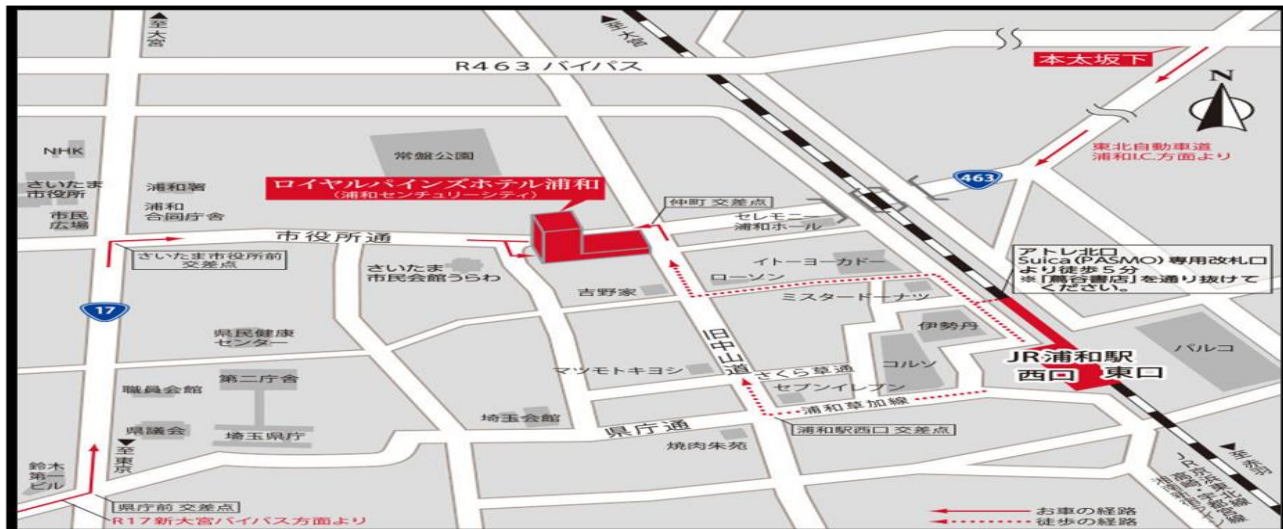 至大宮
至大宮
R463 バイパス
本太坂下
N
東北自動車道
浦和I.C.方面より
463
NHK
さいたま
市役所
市民
広場
浦和署
浦和
合同庁舎
常盤公園
ロイヤルパインズホテル浦和
(浦和センチュリーシティ)
仲町 交差点
セレモニー
浦和ホール
市役所通
さいたま市役所前
交差点
さいたま
市民会館うらわ
イトーヨーカドー
ローソン
アトレ北口
Suica(PASMO)専用改札口
より徒歩5分
※「蔦谷書店」を通り抜けて
ください。
吉野家
ミスタードーナツ
17
県民健康
センター
旧中山道
伊勢丹
コルソ
JR浦和駅
西口
東口
パルコ
マツモトキヨシ
さくら草通
セブンイレブン
浦和草加線
職員会館
第二庁舎
埼玉会館
県庁通
浦和駅西口 交差点
県議会
埼玉県庁
焼肉朱苑
至東京
至赤羽
鈴木
第一
ビル
県庁前 交差点
R17新大宮バイパス方面より
お車の経路
徒歩の経路